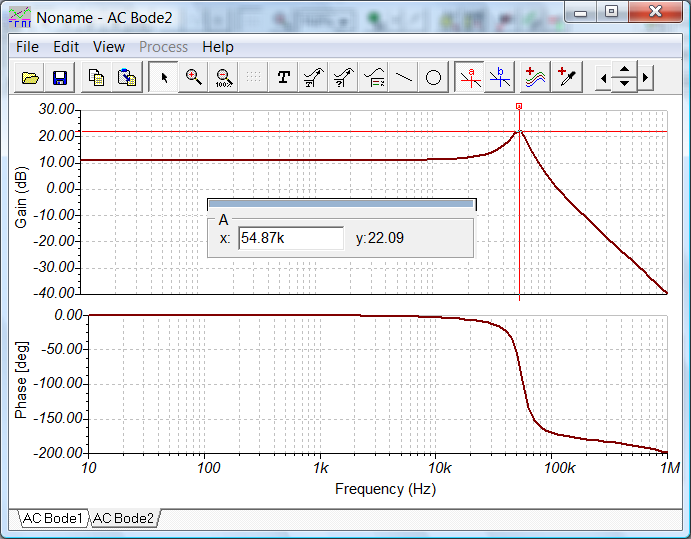 Noname - AC Bode2
File Edit View Process Help
T 100% a b
30.00
20.00
10.00
0.00
-10.00
-20.00
-30.00
-40.00
Gain (dB)
a
A
x: 54.87k y:22.09
0.00
-50.00
-100.00
-150.00
-200.00
Phase [deg]
10 100 1k 10k 100k 1M
Frequency (Hz)
AC Bode1 AC Bode2